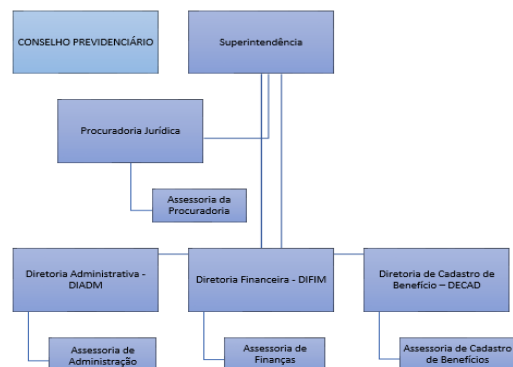 CONSELHO PREVIDENCIÁRIO
Superintendência
Procuradoria Jurídica
Assessoria da
Procuradoria
Diretoria Administrativa -
DIADM
Diretoria Financeira - DIFIM
Diretoria de Cadastro de
Benefício – DECAD
Assessoria de
Administração
Assessoria de
Finanças
Assessoria de Cadastro
de Benefícios